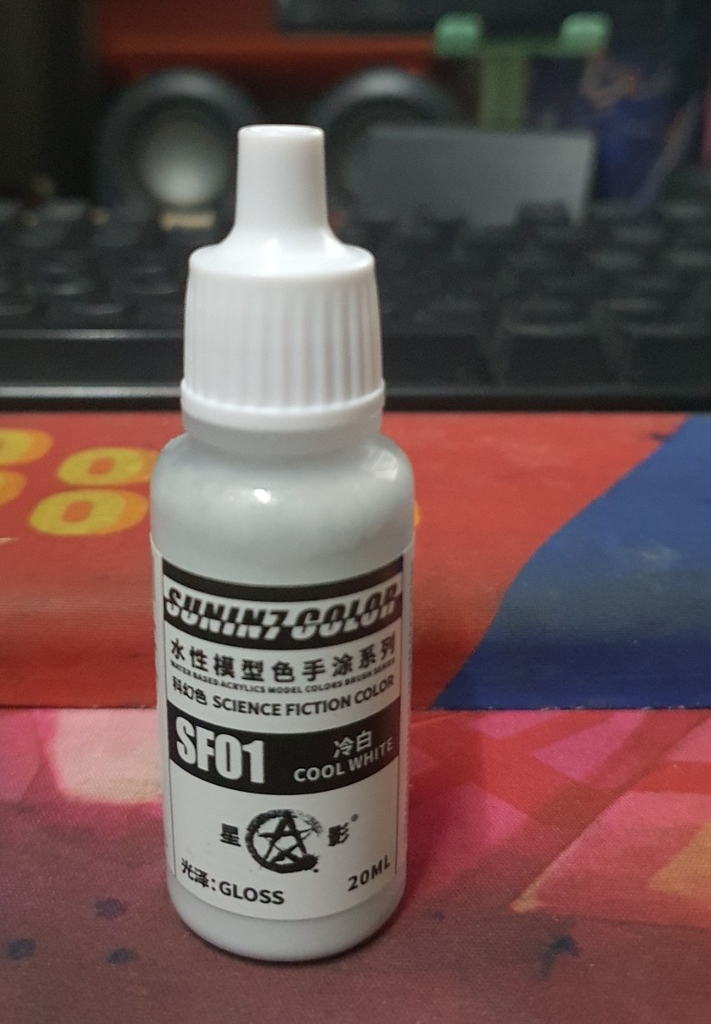 SUNIN7 COLOR
水性模型色手涂系列
WATER BASED ACRYLICS MODEL COLORS BRUSH SERIES
科幻色 SCIENCE FICTION COLOR
SF01 冷白
COOL WHITE
星 影®
光泽:GLOSS 20ML